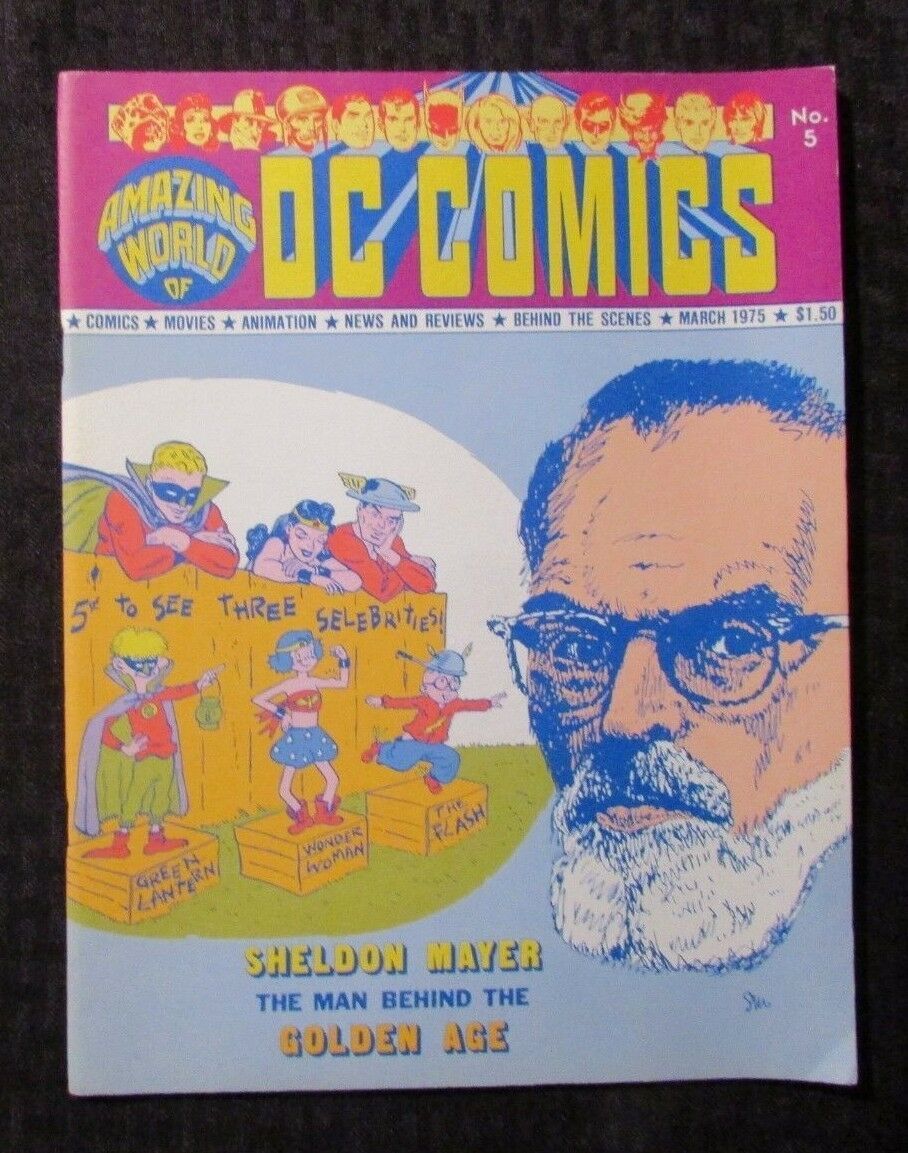 No.
5
AMAZING
WORLD
OF
DC COMICS
★ COMICS ★ MOVIES ★ ANIMATION ★ NEWS AND REVIEWS ★ BEHIND THE SCENES ★ MARCH 1975 ★ $1.50
5¢ TO SEE THREE SELEBRITIES!
GREEN
LANTERN
WONDER
WOMAN
THE
FLASH
SHELDON MAYER
THE MAN BEHIND THE
GOLDEN AGE